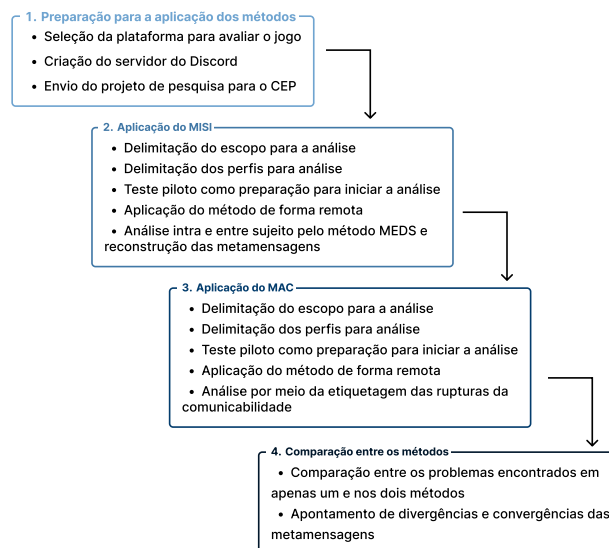 1. Preparação para a aplicação dos métodos
• Seleção da plataforma para avaliar o jogo
• Criação do servidor do Discord
• Envio do projeto de pesquisa para o CEP
2. Aplicação do MISI
• Delimitação do escopo para a análise
• Delimitação dos perfis para análise
• Teste piloto como preparação para iniciar a análise
• Aplicação do método de forma remota
• Análise intra e entre sujeito pelo método MEDS e
reconstrução das metamensagens
3. Aplicação do MAC
• Delimitação do escopo para a análise
• Delimitação dos perfis para análise
• Teste piloto como preparação para iniciar a análise
• Aplicação do método de forma remota
• Análise por meio da etiquetagem das rupturas da
comunicabilidade
4. Comparação entre os métodos
• Comparação entre os problemas encontrados em
apenas um e nos dois métodos
• Apontamento de divergências e convergências das
metamensagens